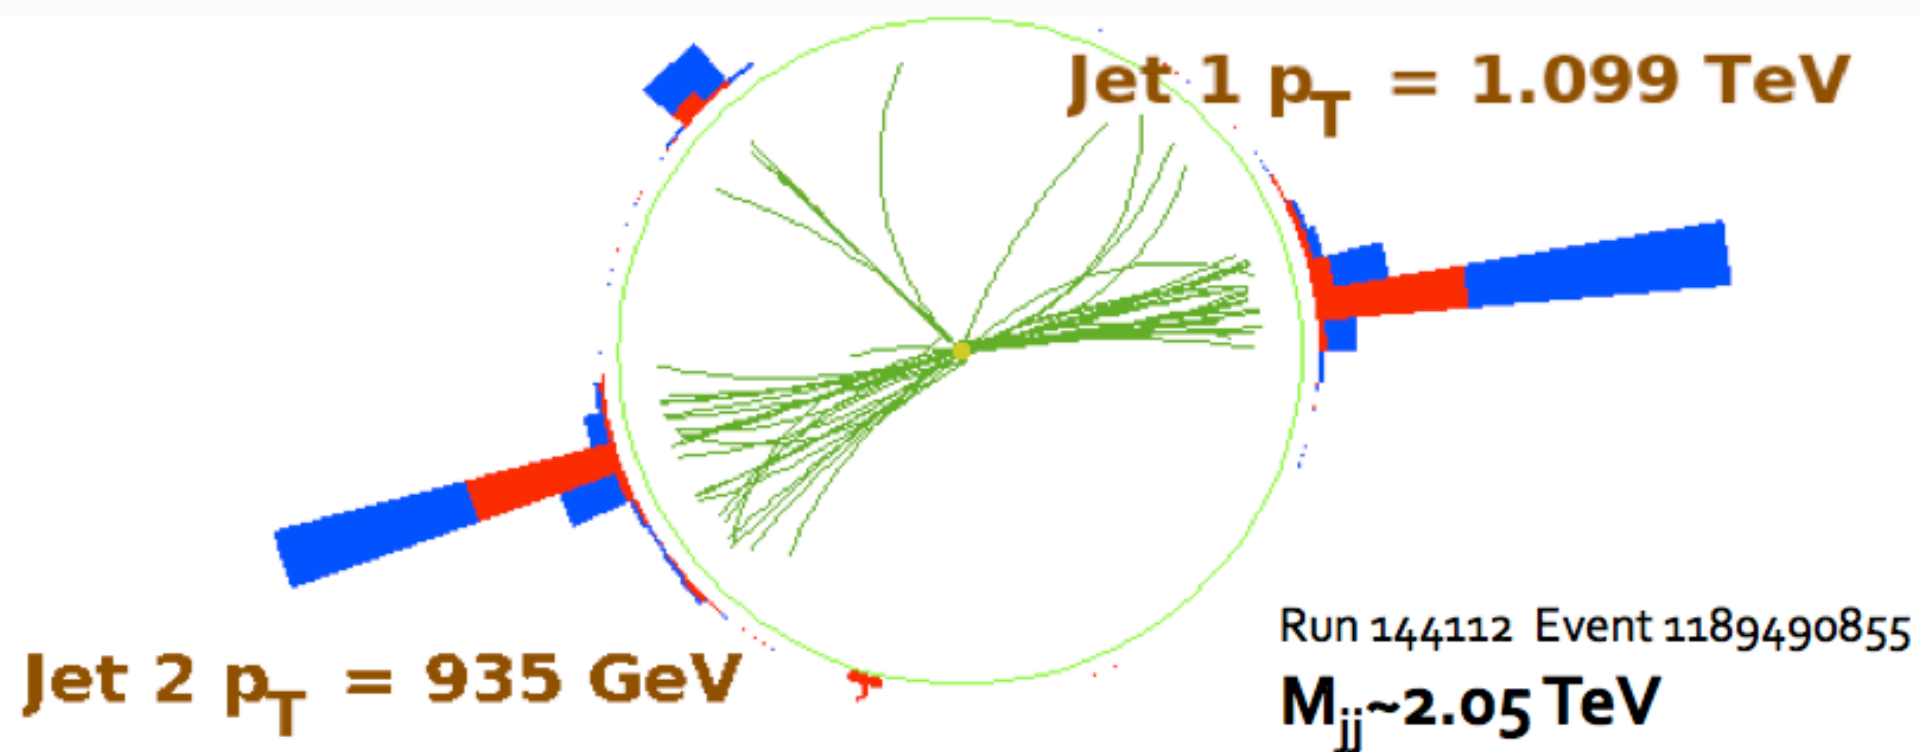 Jet 1 pT = 1.099 TeV
Run 144112 Event 1189490855
Jet 2 pT = 935 GeV
Mjj~2.05 TeV